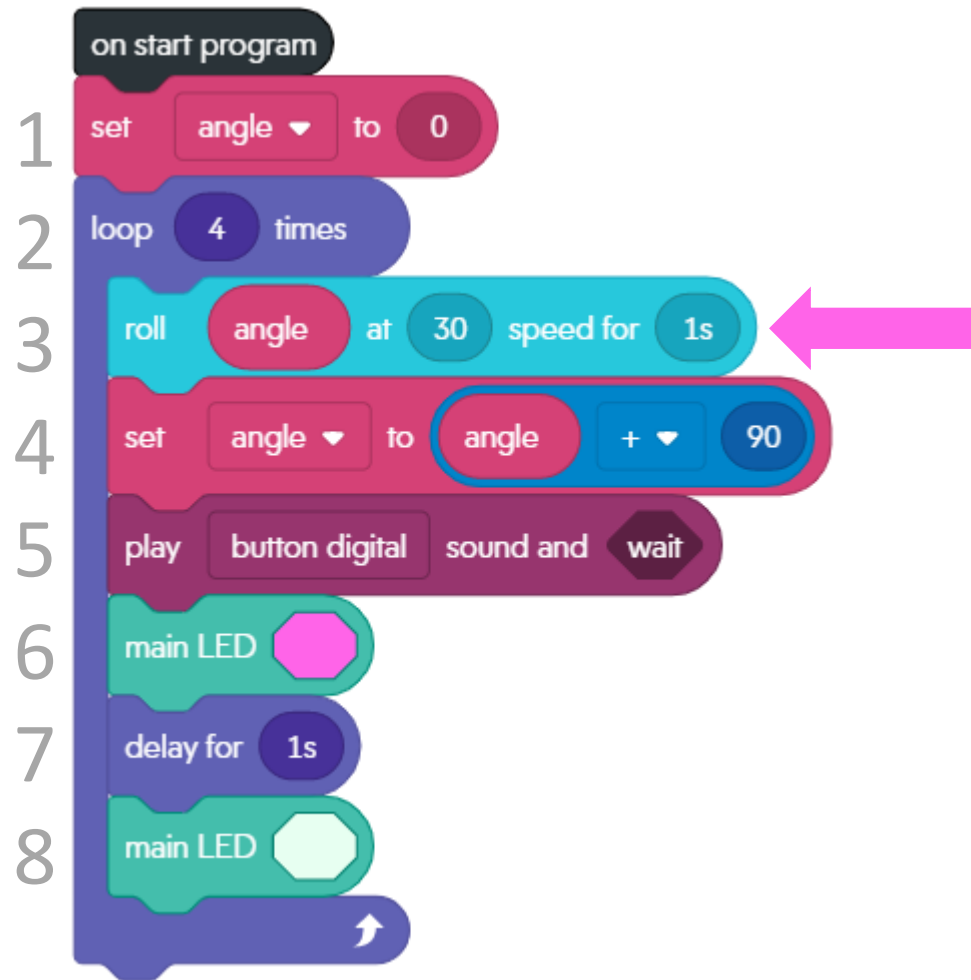 on start program
1 set angle to 0
2 loop 4 times
3 roll angle at 30 speed for 1s
4 set angle to angle + 90
5 play button digital sound and wait
6 main LED
7 delay for 1s
8 main LED